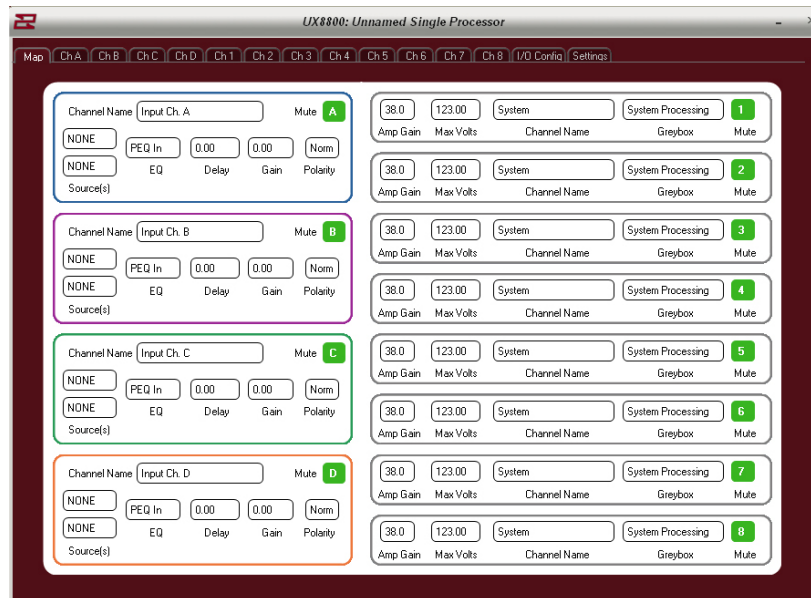 UX8800: Unnamed Single Processor
Map Ch A Ch B Ch C Ch D Ch 1 Ch 2 Ch 3 Ch 4 Ch 5 Ch 6 Ch 7 Ch 8 I/O Config Settings
Channel Name Input Ch. A Mute A
NONE
PEQ In 0.00 0.00 Norm
NONE
EQ Delay Gain Polarity
Source(s)
Channel Name Input Ch. B Mute B
NONE
PEQ In 0.00 0.00 Norm
NONE
EQ Delay Gain Polarity
Source(s)
Channel Name Input Ch. C Mute C
NONE
PEQ In 0.00 0.00 Norm
NONE
EQ Delay Gain Polarity
Source(s)
Channel Name Input Ch. D Mute D
NONE
PEQ In 0.00 0.00 Norm
NONE
EQ Delay Gain Polarity
Source(s)
38.0 123.00 System System Processing 1
Amp Gain Max Volts Channel Name Greybox Mute
38.0 123.00 System System Processing 2
Amp Gain Max Volts Channel Name Greybox Mute
38.0 123.00 System System Processing 3
Amp Gain Max Volts Channel Name Greybox Mute
38.0 123.00 System System Processing 4
Amp Gain Max Volts Channel Name Greybox Mute
38.0 123.00 System System Processing 5
Amp Gain Max Volts Channel Name Greybox Mute
38.0 123.00 System System Processing 6
Amp Gain Max Volts Channel Name Greybox Mute
38.0 123.00 System System Processing 7
Amp Gain Max Volts Channel Name Greybox Mute
38.0 123.00 System System Processing 8
Amp Gain Max Volts Channel Name Greybox Mute